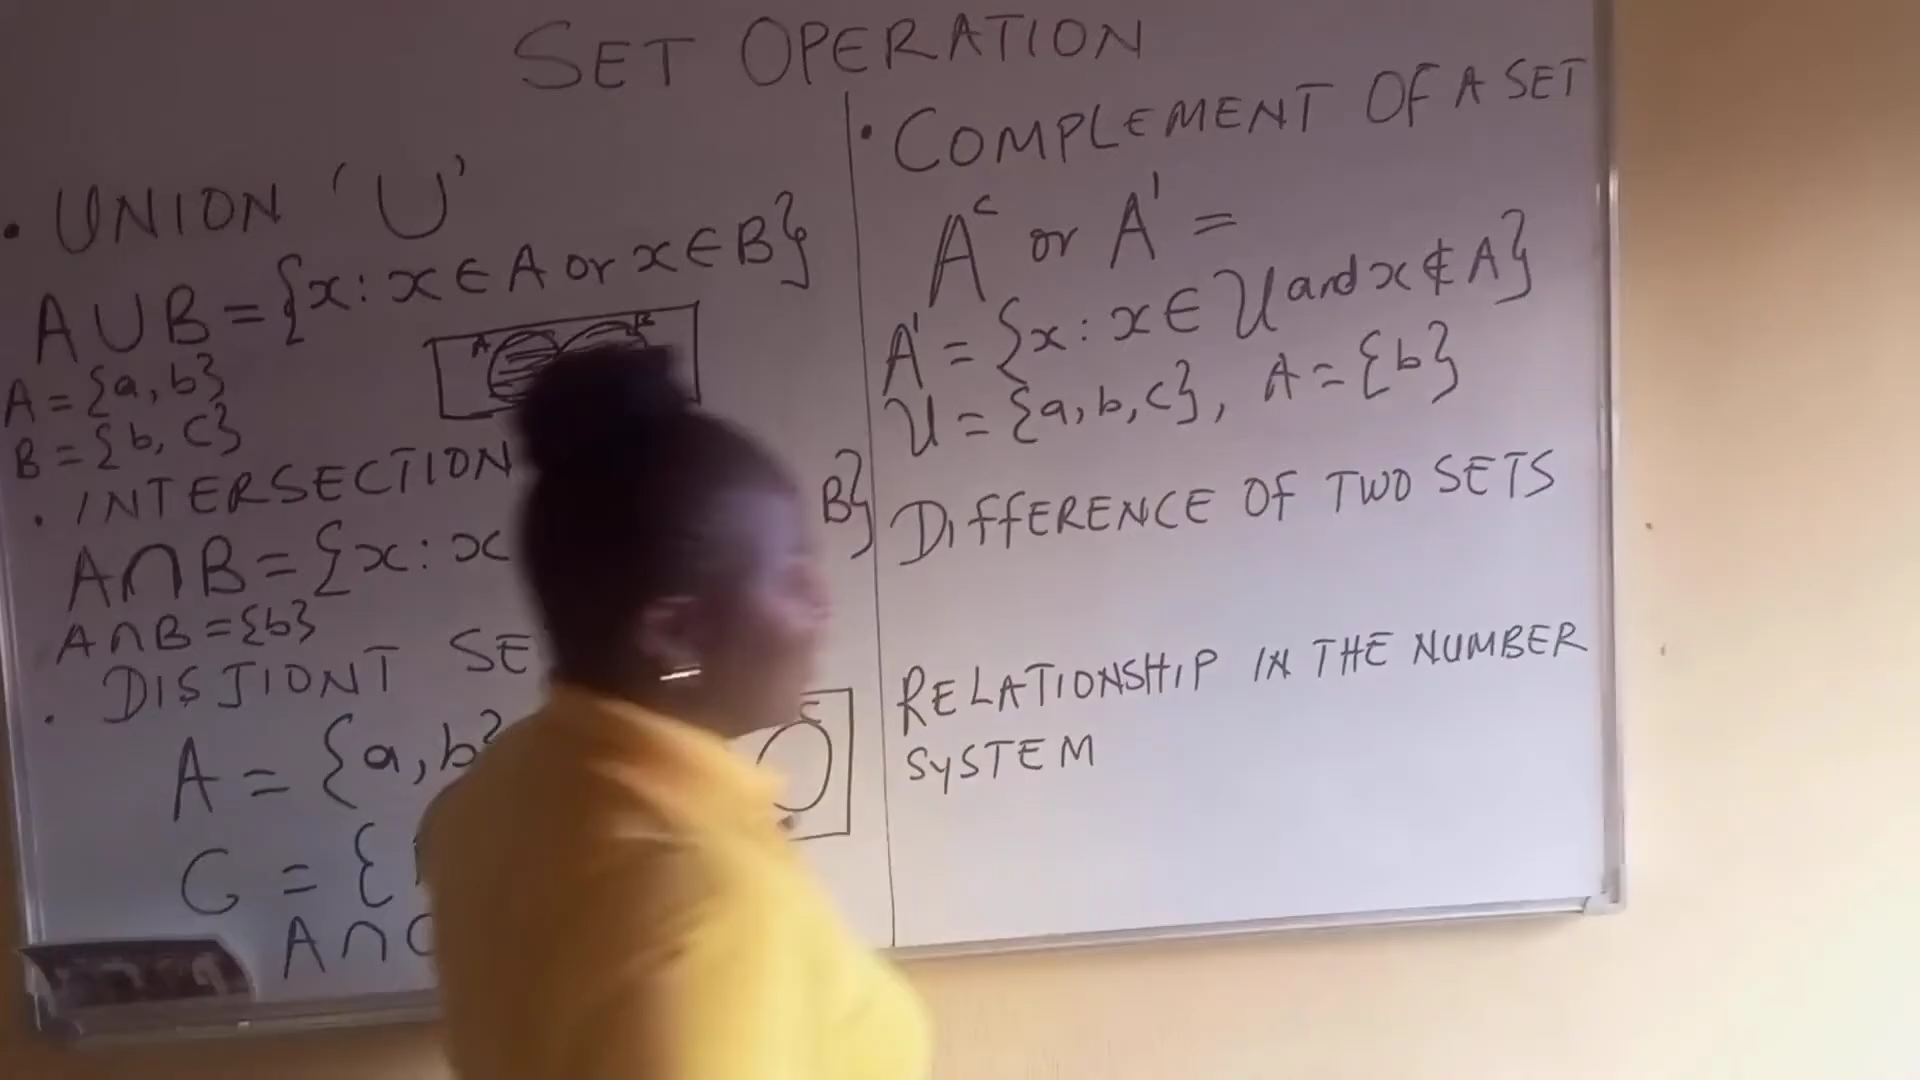 SET OPERATION
• UNION '∪'
A∪B = {x : x ∈ A or x ∈ B}
A = {a, b}
B = {b, c}
A B
• INTERSECTION
A∩B = {x : x B}
A∩B = {b}
• DISJIONT SE
A = {a, b}
C = {
A∩C
C
• COMPLEMENT OF A SET
Aᶜ or A' =
A' = {x : x ∈ U and x ∉ A}
U = {a, b, c}, A = {b}
DIFFERENCE OF TWO SETS
RELATIONSHIP IN THE NUMBER
SYSTEM